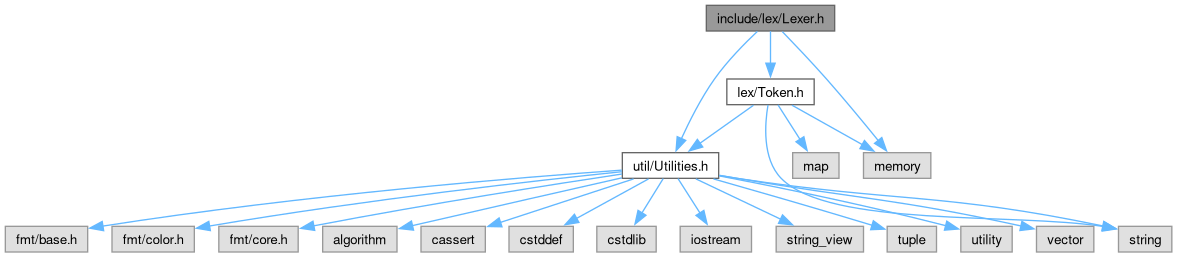 include/lex/Lexer.h
lex/Token.h
util/Utilities.h
map
memory
fmt/base.h
fmt/color.h
fmt/core.h
algorithm
cassert
cstddef
cstdlib
iostream
string_view
tuple
utility
vector
string